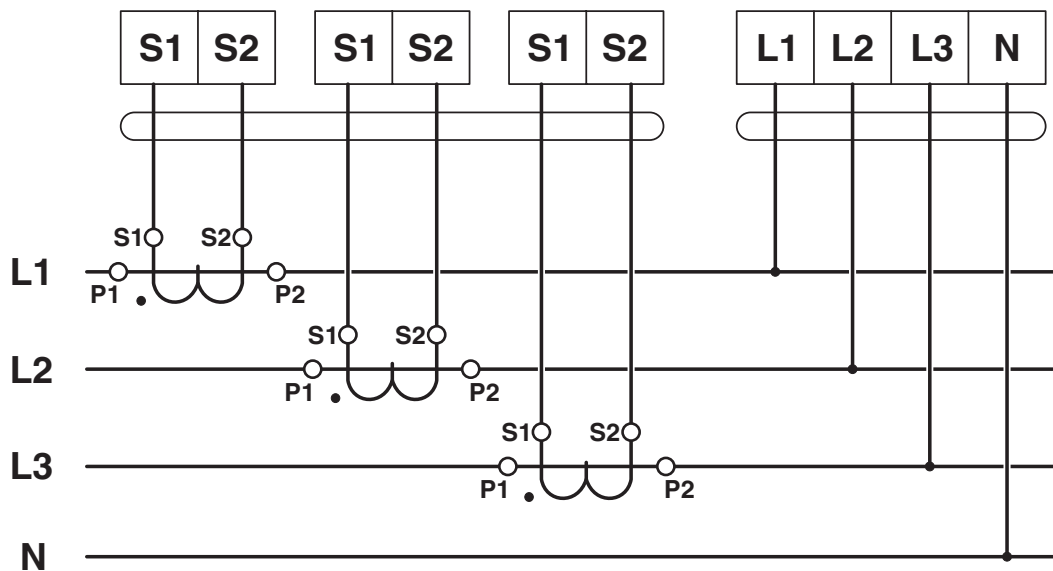 S1 S2 S1 S2 S1 S2 L1 L2 L3 N
S1 S2
L1
P1 P2
S1 S2
L2
P1 P2
S1 S2
L3
P1 P2
N